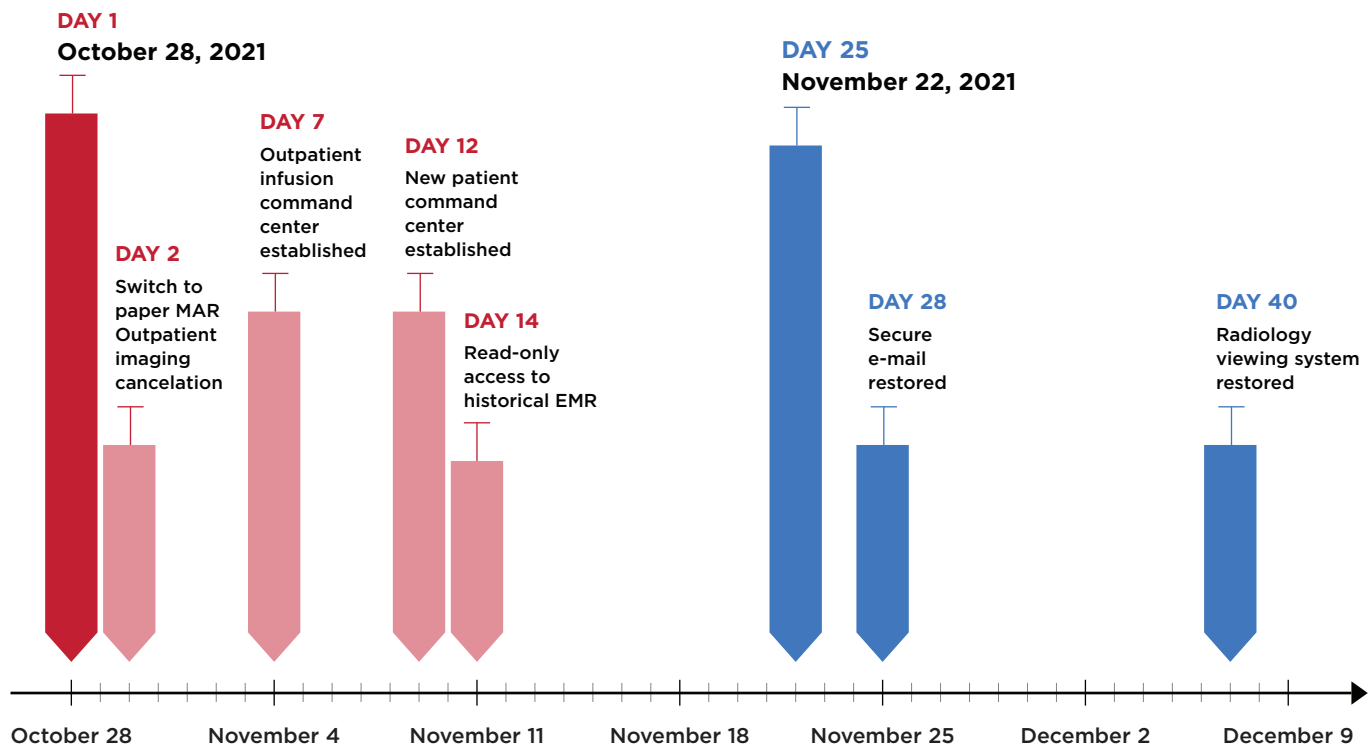 DAY 1
October 28, 2021
DAY 2
Switch to
paper MAR
Outpatient
imaging
cancelation
DAY 7
Outpatient
infusion
command
center
established
DAY 12
New patient
command
center
established
DAY 14
Read-only
access to
historical EMR
DAY 25
November 22, 2021
DAY 28
Secure
e-mail
restored
DAY 40
Radiology
viewing system
restored
October 28
November 4
November 11
November 18
November 25
December 2
December 9